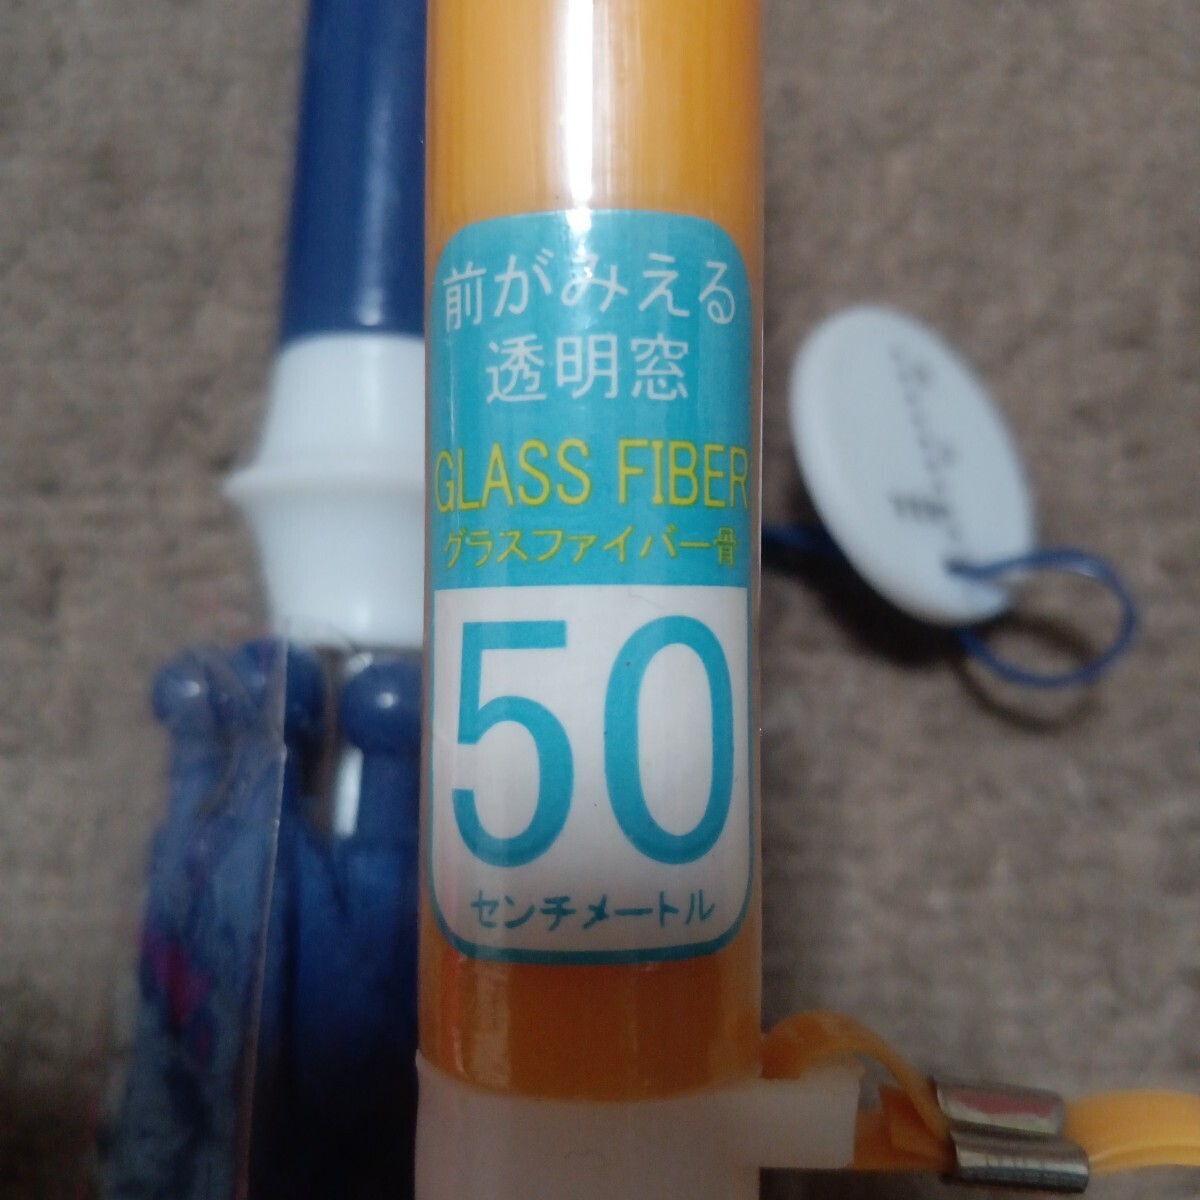 前がみえる
透明窓
GLASS FIBER
グラスファイバー骨
50
センチメートル